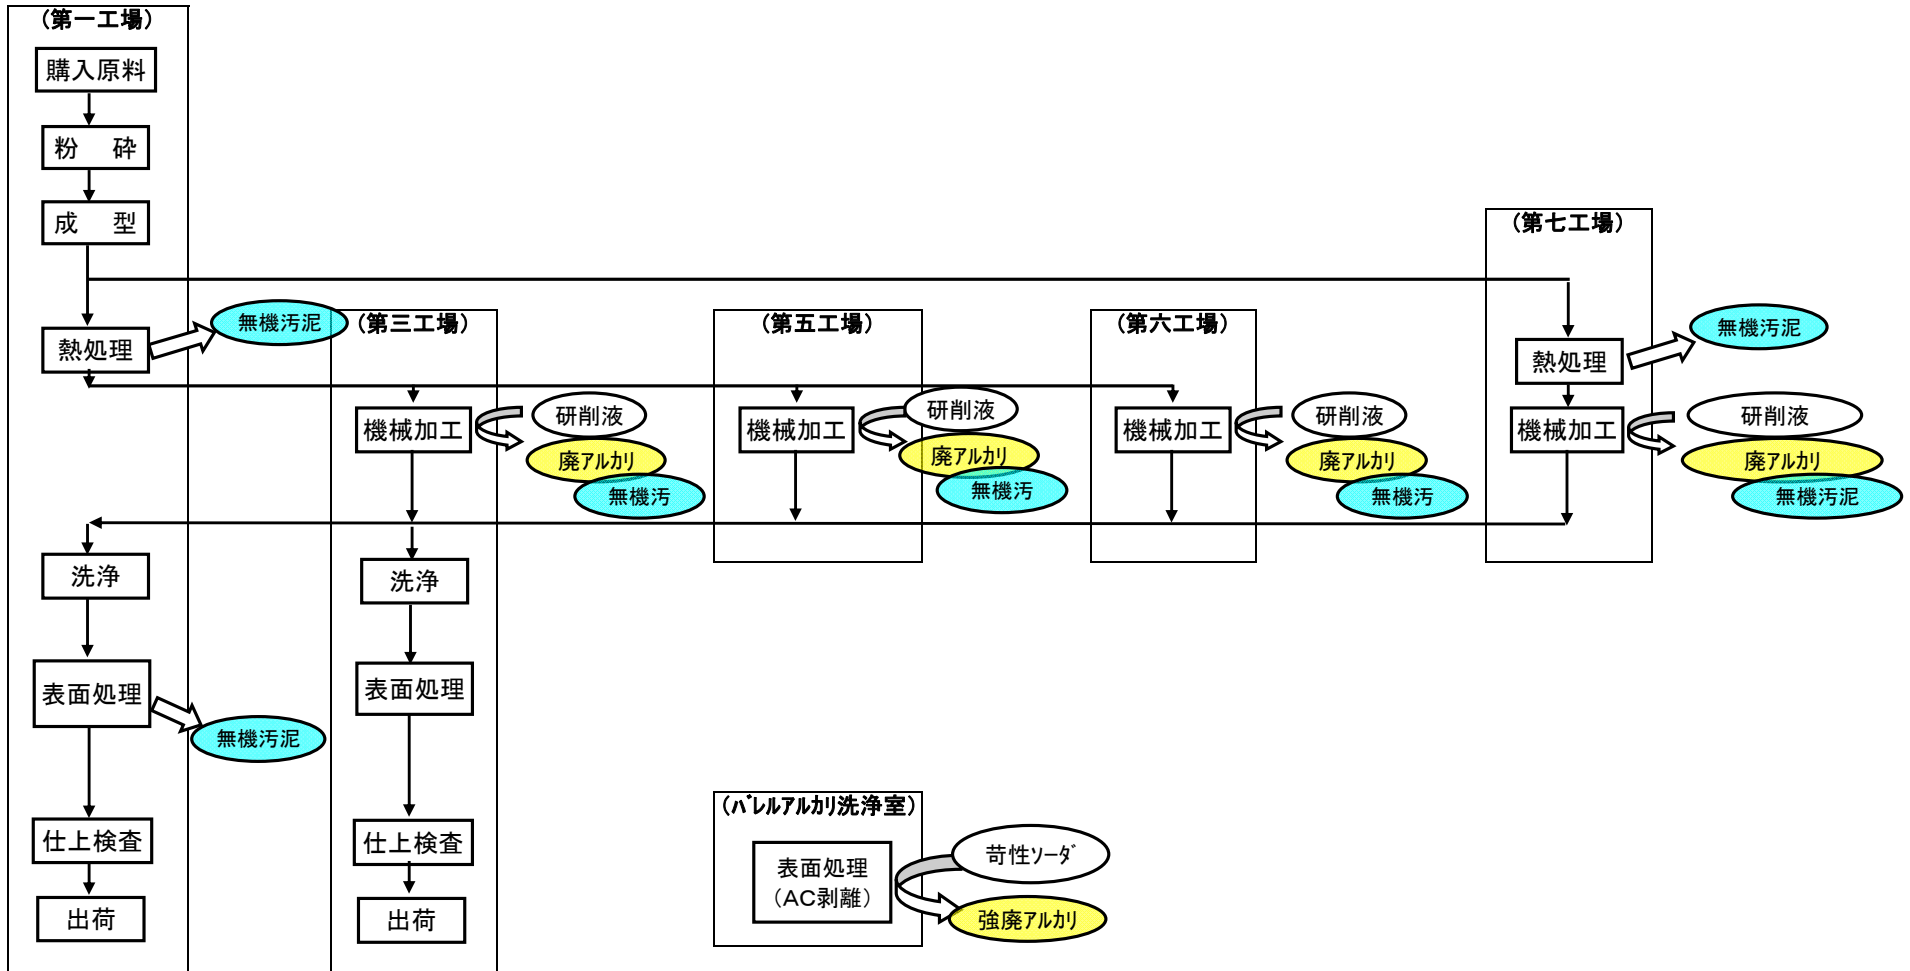 （第一工場）
購入原料
粉　砕
成　型
熱処理
無機汚泥
洗浄
表面処理
無機汚泥
仕上検査
出荷
（第三工場）
機械加工
研削液
廃ｱﾙｶﾘ
無機汚
洗浄
表面処理
仕上検査
出荷
（第五工場）
機械加工
研削液
廃ｱﾙｶﾘ
無機汚
（ﾊﾞﾚﾙｱﾙｶﾘ洗浄室）
表面処理
（AC剥離）
苛性ｿｰﾀﾞ
強廃ｱﾙｶﾘ
（第六工場）
機械加工
研削液
廃ｱﾙｶﾘ
無機汚
（第七工場）
熱処理
無機汚泥
機械加工
研削液
廃ｱﾙｶﾘ
無機汚泥